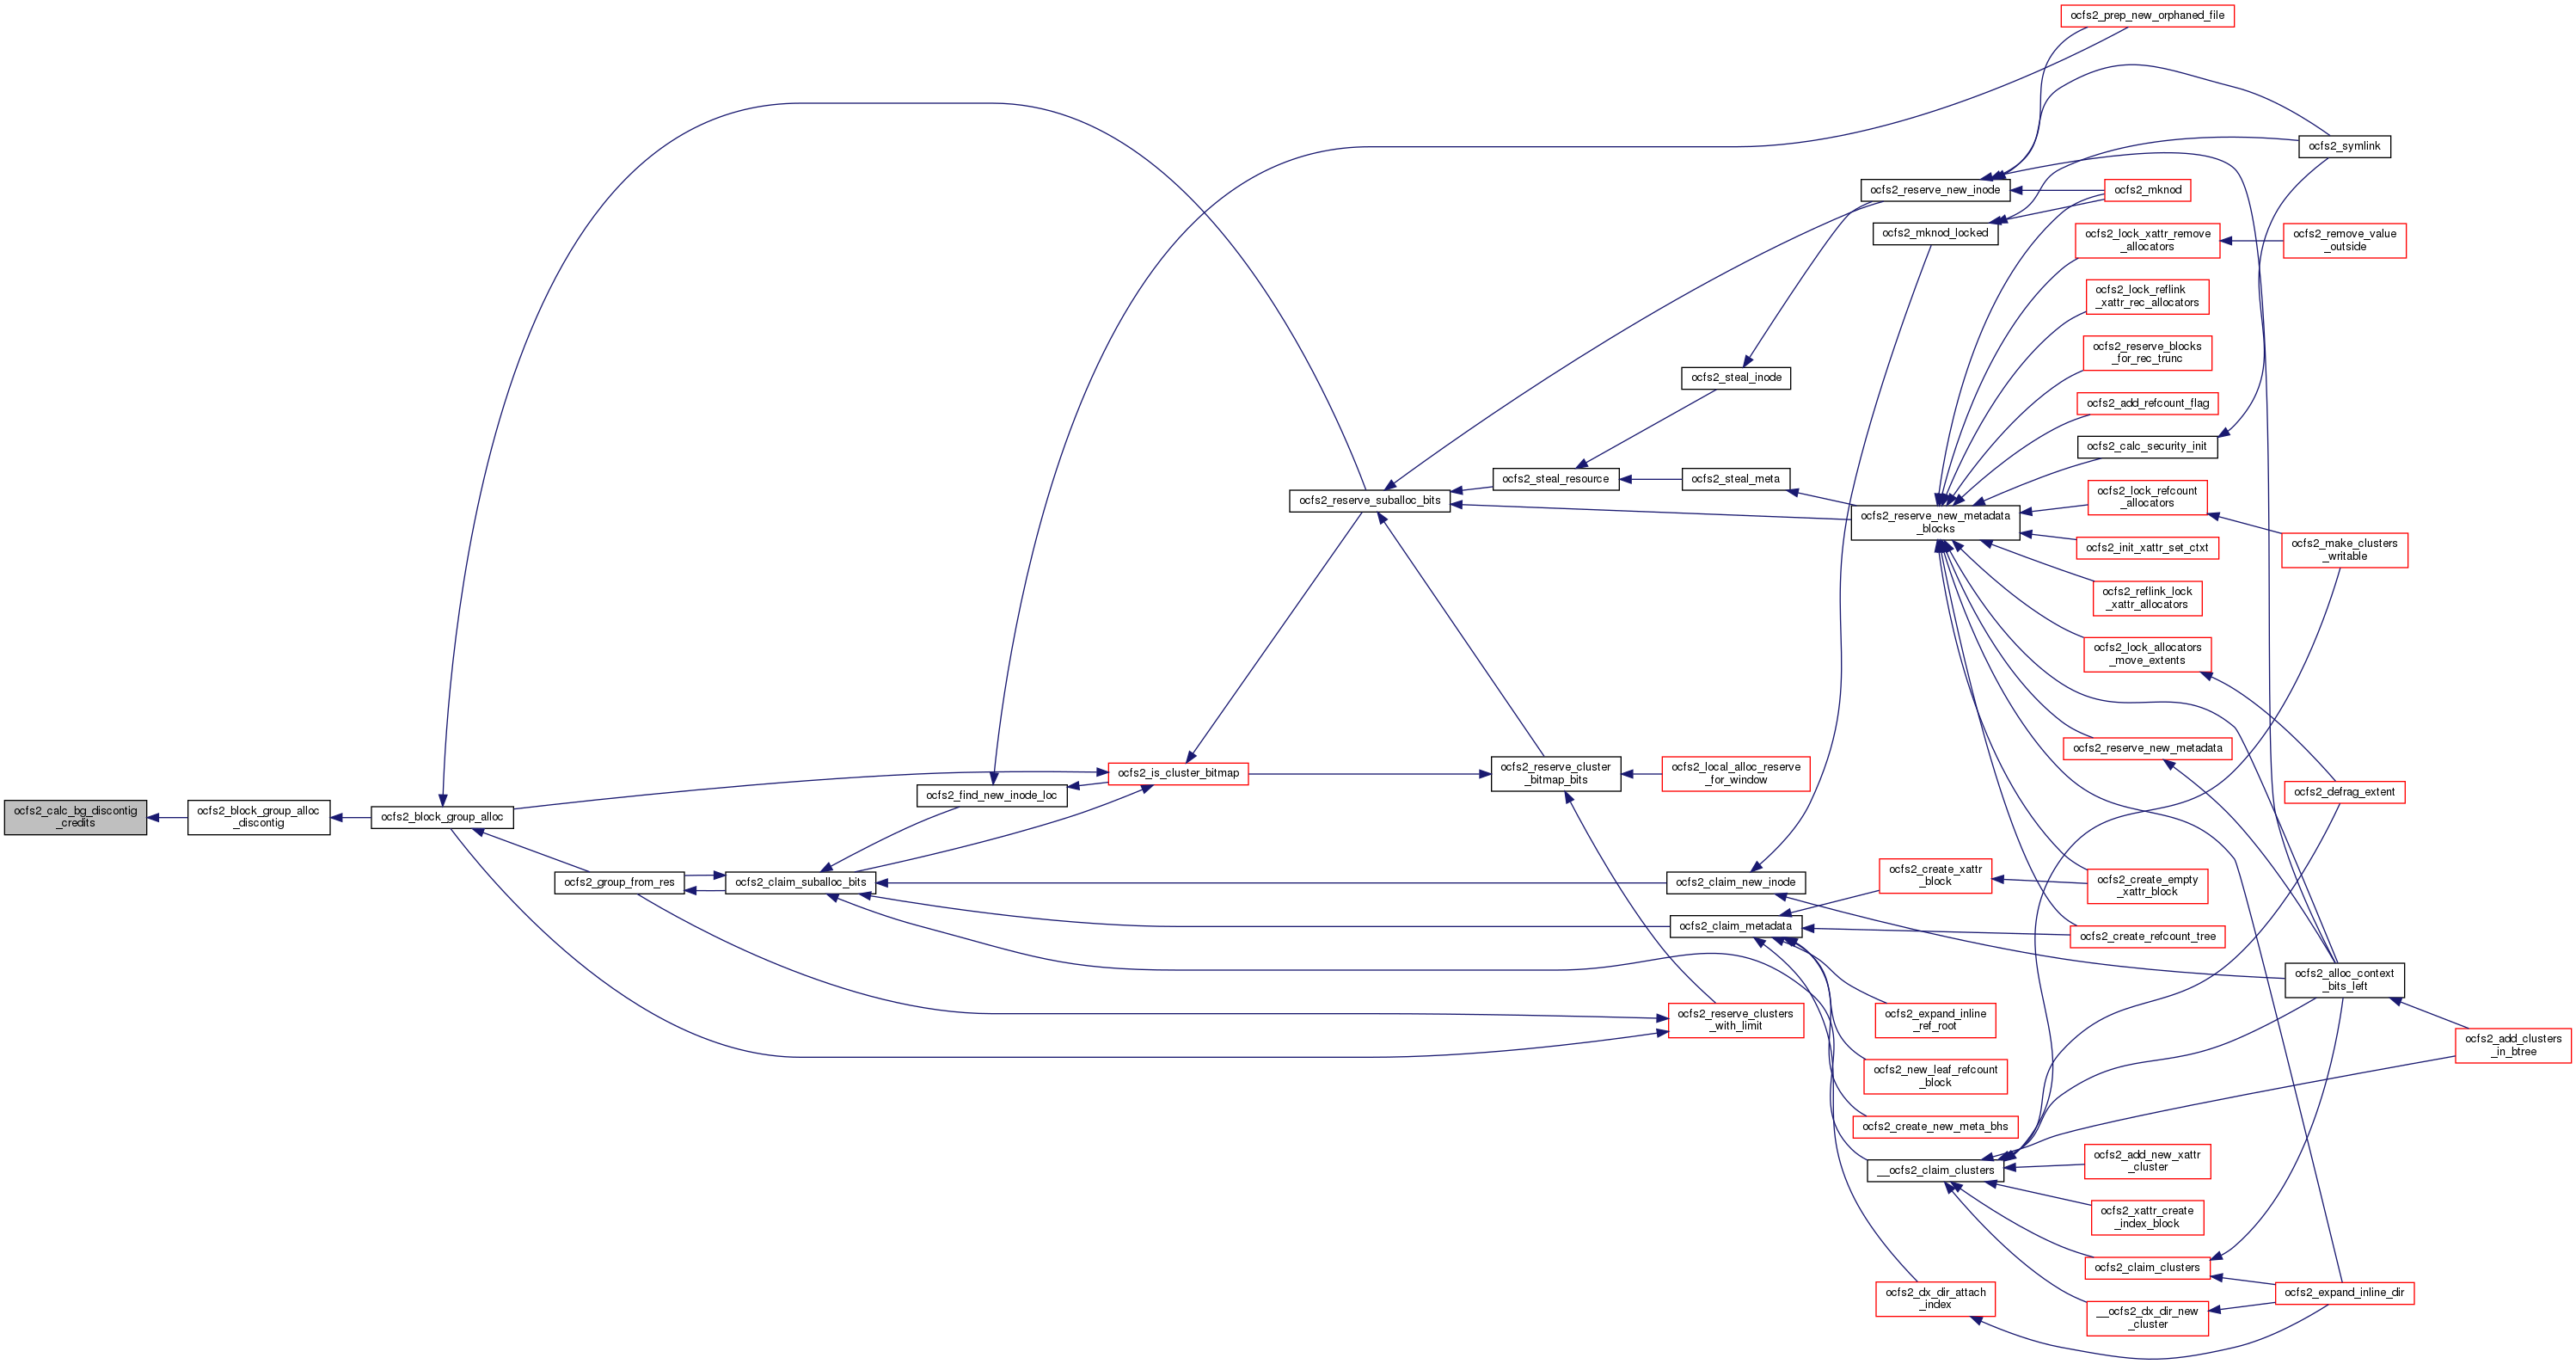 ocfs2_calc_bg_discontig
_credits
ocfs2_block_group_alloc
_discontig
ocfs2_block_group_alloc
ocfs2_group_from_res
ocfs2_claim_suballoc_bits
ocfs2_find_new_inode_loc
ocfs2_is_cluster_bitmap
ocfs2_reserve_suballoc_bits
ocfs2_steal_resource
ocfs2_steal_inode
ocfs2_steal_meta
ocfs2_reserve_cluster
_bitmap_bits
ocfs2_local_alloc_reserve
_for_window
ocfs2_claim_new_inode
ocfs2_claim_metadata
ocfs2_reserve_clusters
_with_limit
ocfs2_prep_new_orphaned_file
ocfs2_symlink
ocfs2_reserve_new_inode
ocfs2_mknod
ocfs2_mknod_locked
ocfs2_lock_xattr_remove
_allocators
ocfs2_remove_value
_outside
ocfs2_lock_reflink
_xattr_rec_allocators
ocfs2_reserve_blocks
_for_rec_trunc
ocfs2_add_refcount_flag
ocfs2_calc_security_init
ocfs2_reserve_new_metadata
_blocks
ocfs2_lock_refcount
_allocators
ocfs2_init_xattr_set_ctxt
ocfs2_make_clusters
_writable
ocfs2_reflink_lock
_xattr_allocators
ocfs2_lock_allocators
_move_extents
ocfs2_reserve_new_metadata
ocfs2_defrag_extent
ocfs2_create_xattr
_block
ocfs2_create_empty
_xattr_block
ocfs2_create_refcount_tree
ocfs2_alloc_context
_bits_left
ocfs2_expand_inline
_ref_root
ocfs2_add_clusters
_in_btree
ocfs2_new_leaf_refcount
_block
ocfs2_create_new_meta_bhs
__ocfs2_claim_clusters
ocfs2_add_new_xattr
_cluster
ocfs2_xattr_create
_index_block
ocfs2_claim_clusters
ocfs2_dx_dir_attach
_index
ocfs2_expand_inline_dir
__ocfs2_dx_dir_new
_cluster